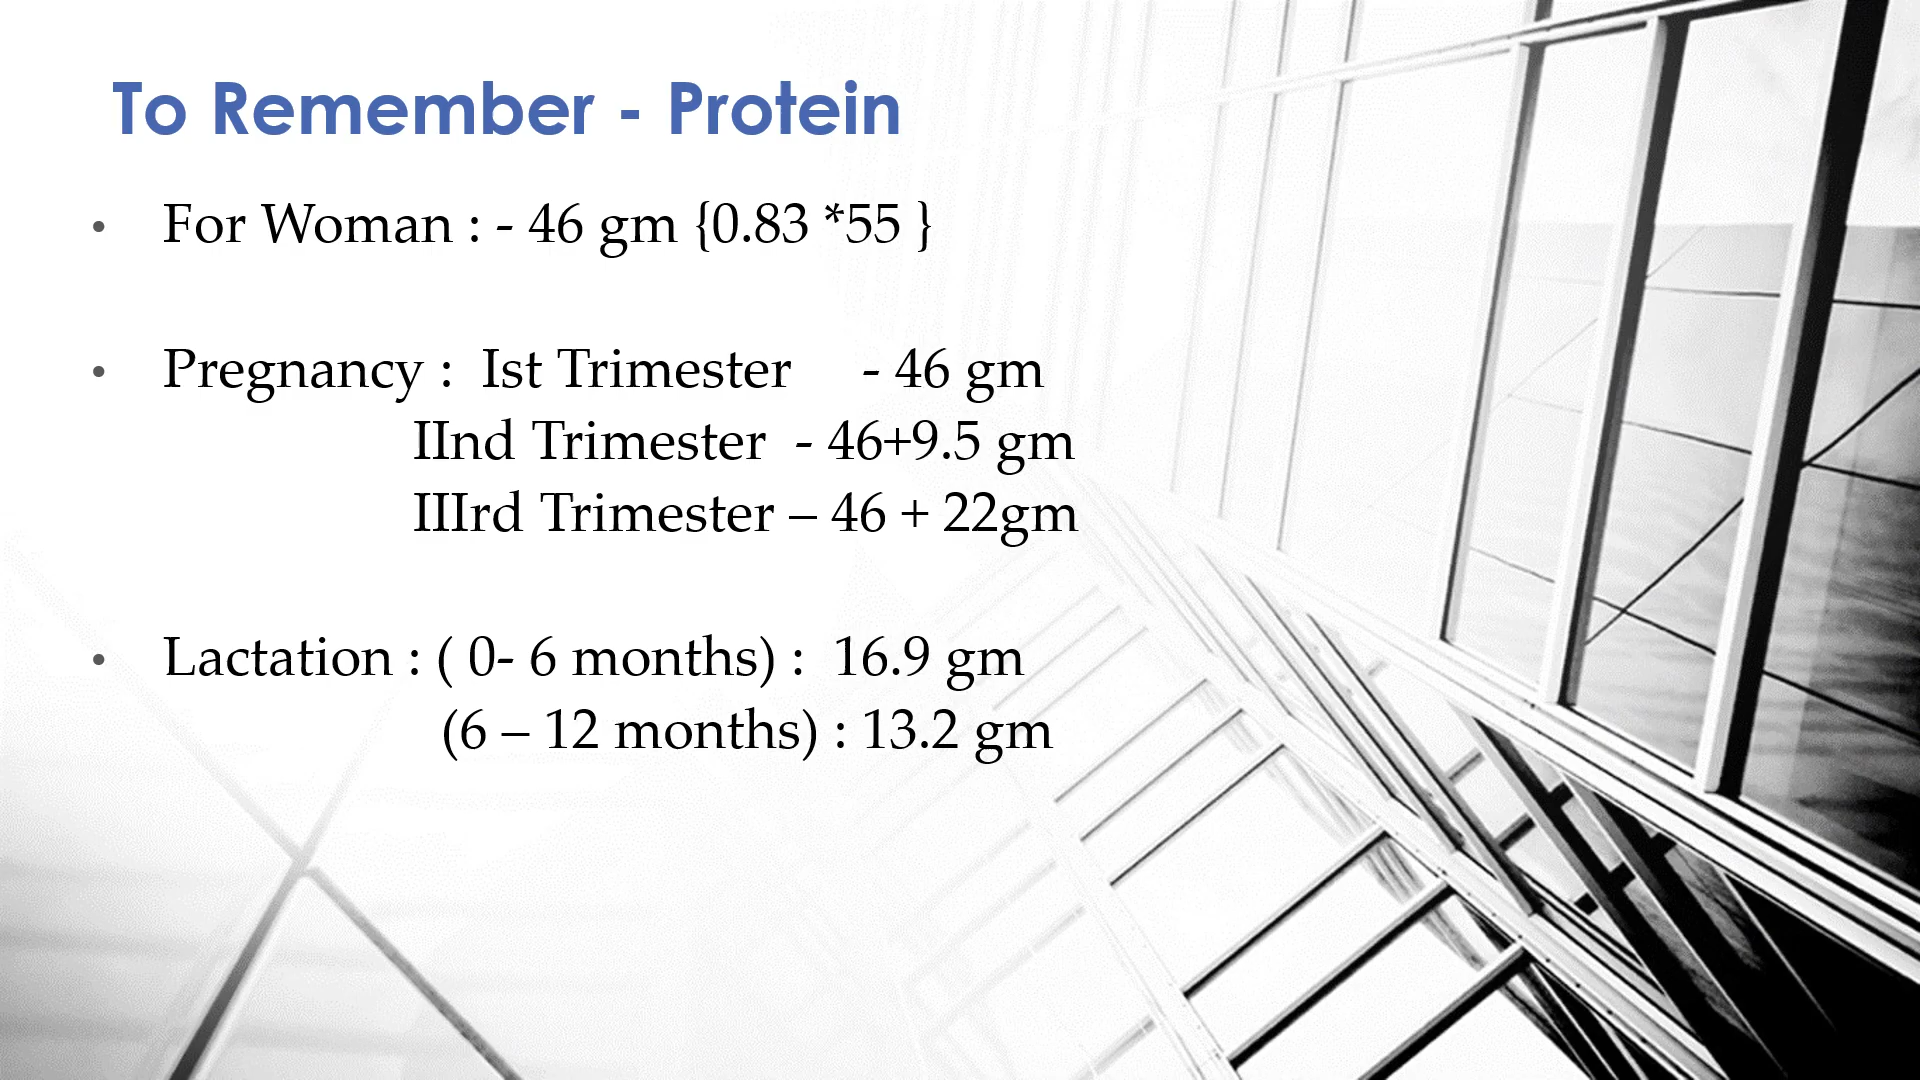 To Remember - Protein
• For Woman : - 46 gm {0.83 *55 }
• Pregnancy : Ist Trimester - 46 gm
IInd Trimester - 46+9.5 gm
IIIrd Trimester – 46 + 22gm
• Lactation : ( 0- 6 months) : 16.9 gm
(6 – 12 months) : 13.2 gm